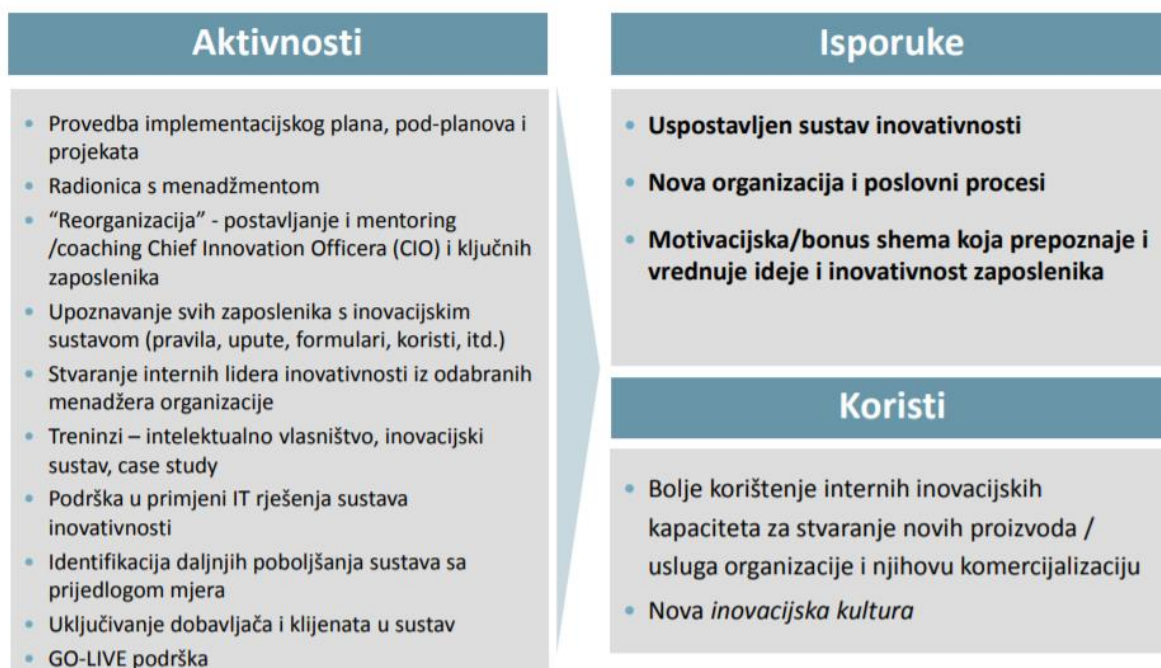 Aktivnosti
• Provedba implementacijskog plana, pod-planova i
projekata
• Radionica s menadžmentom
• “Reorganizacija” - postavljanje i mentoring
/coaching Chief Innovation Officera (CIO) i ključnih
zaposlenika
• Upoznavanje svih zaposlenika s inovacijskim
sustavom (pravila, upute, formulari, koristi, itd.)
• Stvaranje internih lidera inovativnosti iz odabranih
menadžera organizacije
• Treninzi – intelektualno vlasništvo, inovacijski
sustav, case study
• Podrška u primjeni IT rješenja sustava
inovativnosti
• Identifikacija daljnjih poboljšanja sustava sa
prijedlogom mjera
• Uključivanje dobavljača i klijenata u sustav
• GO-LIVE podrška
Isporuke
• Uspostavljen sustav inovativnosti
• Nova organizacija i poslovni procesi
• Motivacijska/bonus shema koja prepoznaje i
vrednuje ideje i inovativnost zaposlenika
Koristi
• Bolje korištenje internih inovacijskih
kapaciteta za stvaranje novih proizvoda /
usluga organizacije i njihovu komercijalizaciju
• Nova inovacijska kultura